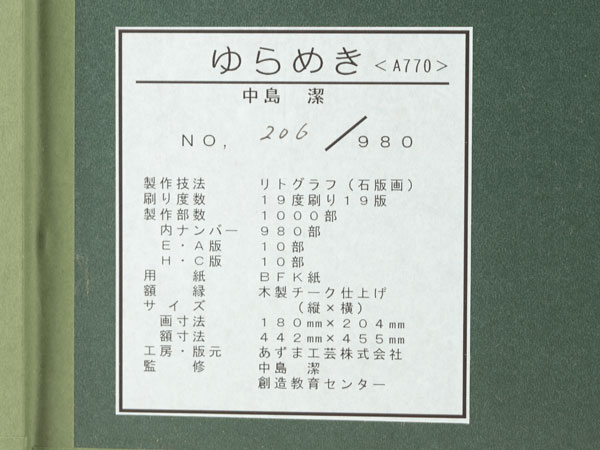 ゆらめき <A770>
中島 潔
NO, 206／980
製作技法 リトグラフ(石版画)
刷り度数 19度刷り19版
製作部数 1000部
内ナンバー 980部
E・A版 10部
H・C版 10部
用紙 BFK紙
額縁 木製チーク仕上げ
サイズ (縦×横)
画寸法 180mm×204mm
額寸法 442mm×455mm
工房・版元 あずま工芸株式会社
監修 中島 潔
創造教育センター